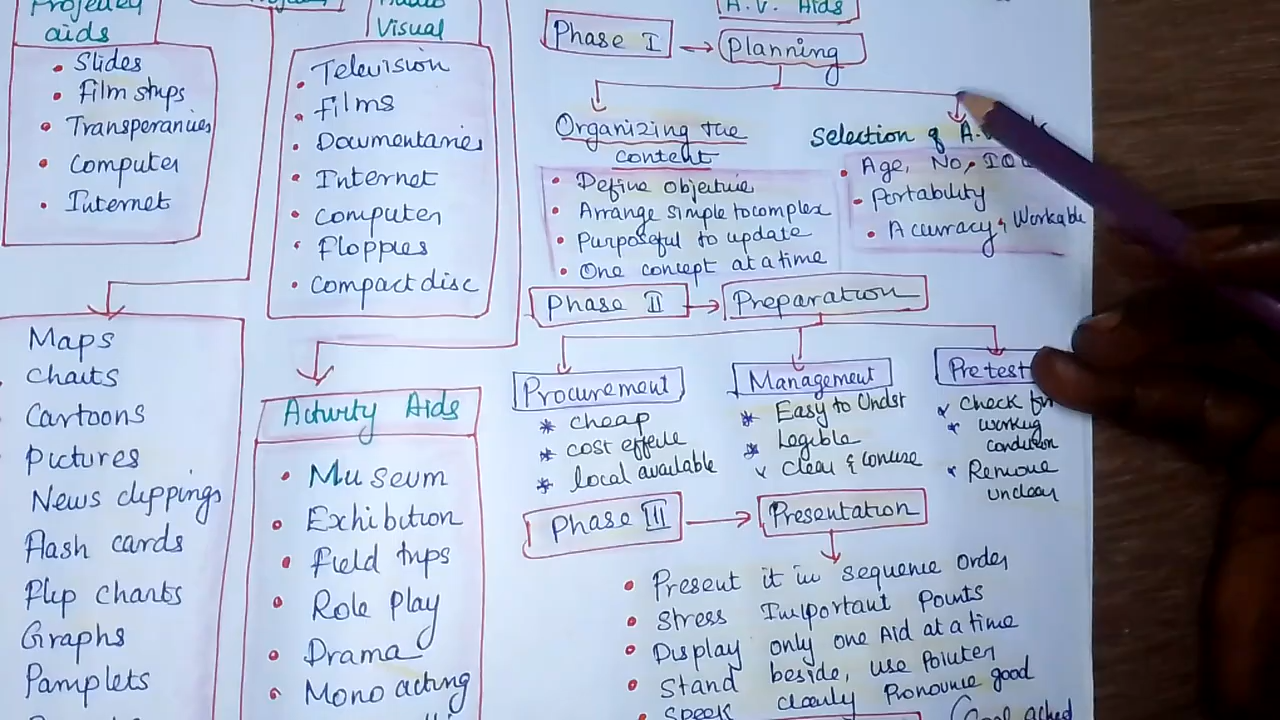 aids
• Slides
• Film strips
• Transperancies
• Computer
• Internet
Visual
• Television
• films
• Documentaries
• Internet
• Computer
• Floppies
• Compact disc
Maps
Charts
Cartoons
Pictures
News clippings
Flash cards
Flip charts
Graphs
Pamplets
Activity Aids
• Museum
• Exhibition
• Field trips
• Role Play
• Drama
• Mono acting
A.V. Aids
Phase I → Planning
Organizing the
content
• Define objective
• Arrange simple to complex
• Purposeful to update
• One concept at a time
Selection of
• Age, No,
• Portability
• Accuracy, Workable
Phase II → Preparation
Procurement
* cheap
* cost effective
* local available
Management
* Easy to Undst
* Legible
x Clear & Concise
Pretest
x Check for
* working
condition
x Remove
unclear
Phase III → Presentation
• Present it in sequence order
• Stress Important Points
• Display only one Aid at a time
• Stand beside, use Pointer
• Speek clearly Pronounce good